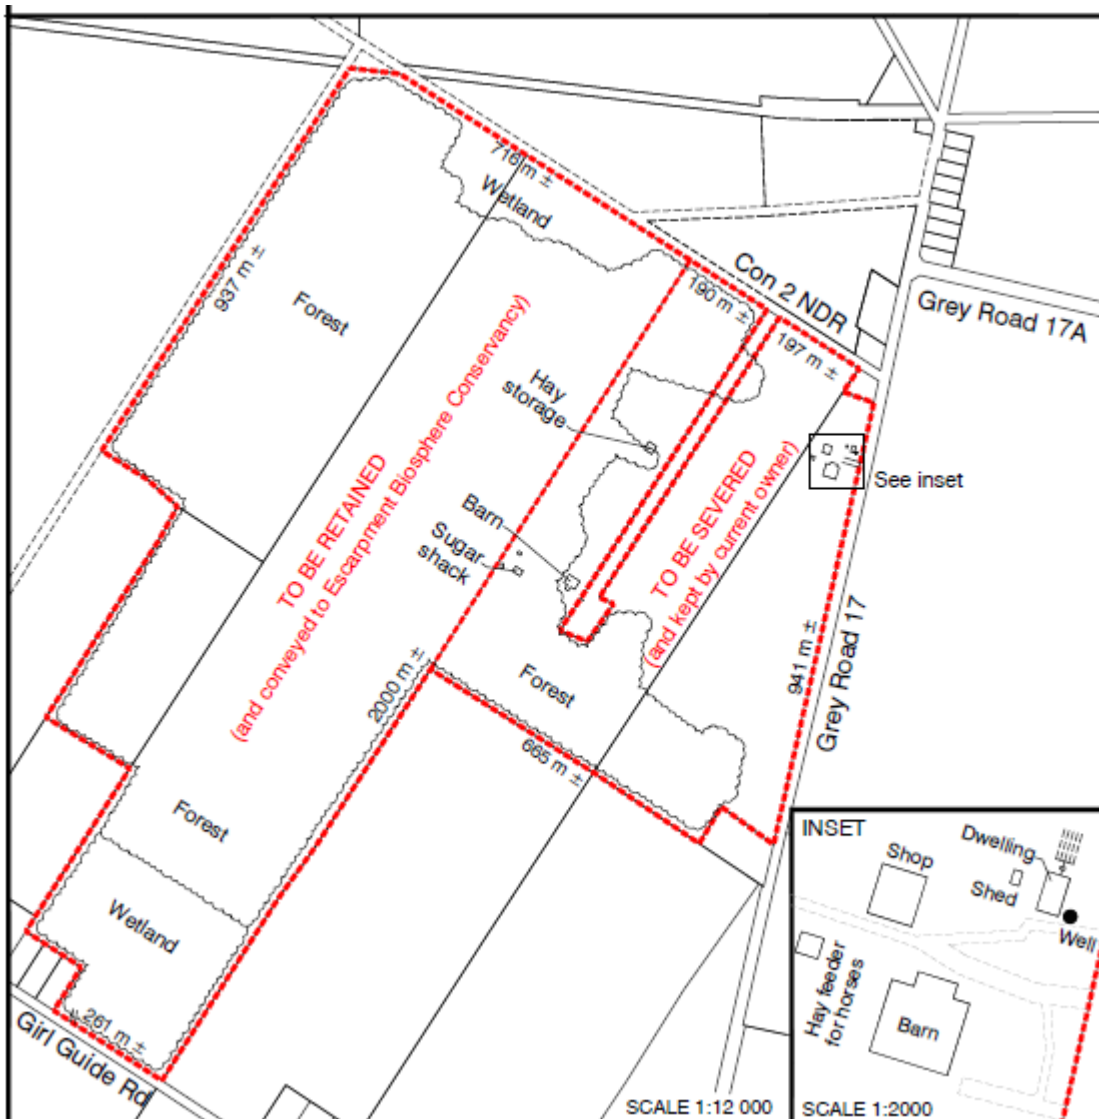 716 m ±
Wetland
937 m ±
Forest
190 m ±
Con 2 NDR
197 m ±
Grey Road 17A
Hay
storage
See inset
TO BE RETAINED
(and conveyed to Escarpment Biosphere Conservancy)
TO BE SEVERED
(and kept by current owner)
Barn
Sugar
shack
2000 m ±
Forest
665 m ±
941 m ±
Grey Road 17
Forest
Wetland
261 m ±
Girl Guide Rd
SCALE 1:12 000
INSET
Dwelling
Shop
Shed
Well
Hay feeder
for horses
Barn
SCALE 1:2000